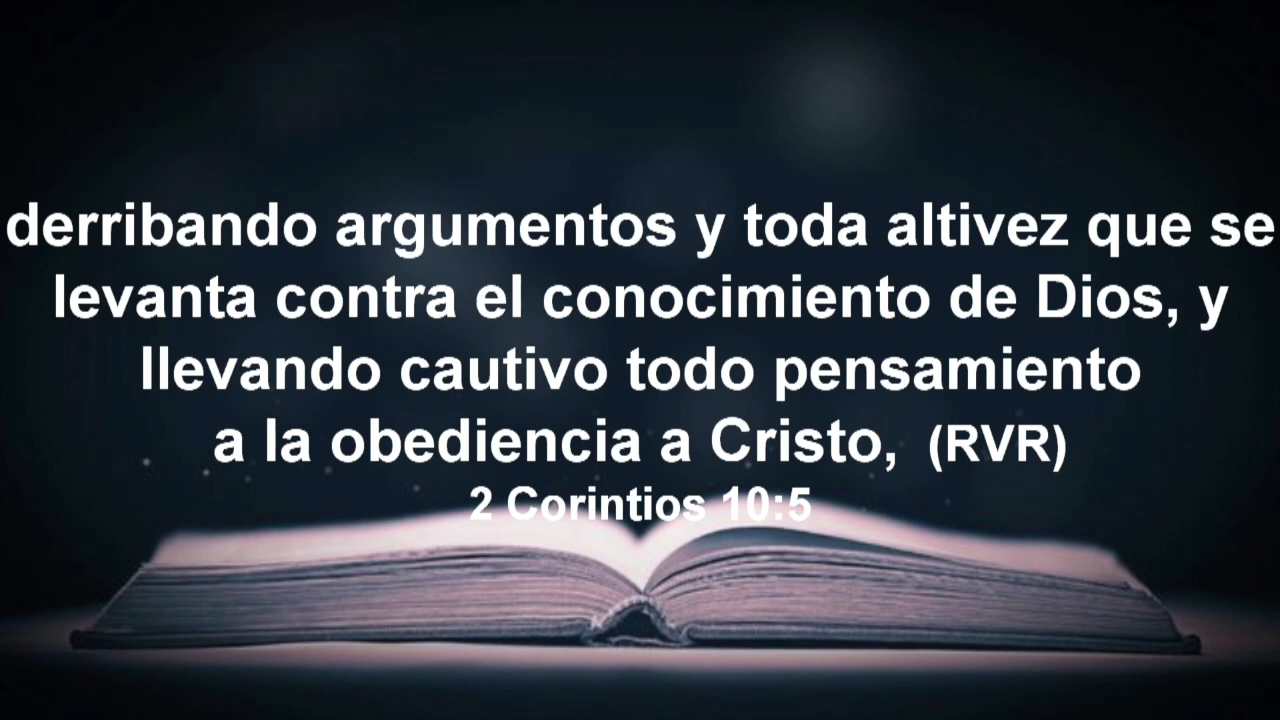 derribando argumentos y toda altivez que se
levanta contra el conocimiento de Dios, y
llevando cautivo todo pensamiento
a la obediencia a Cristo, (RVR)
2 Corintios 10:5